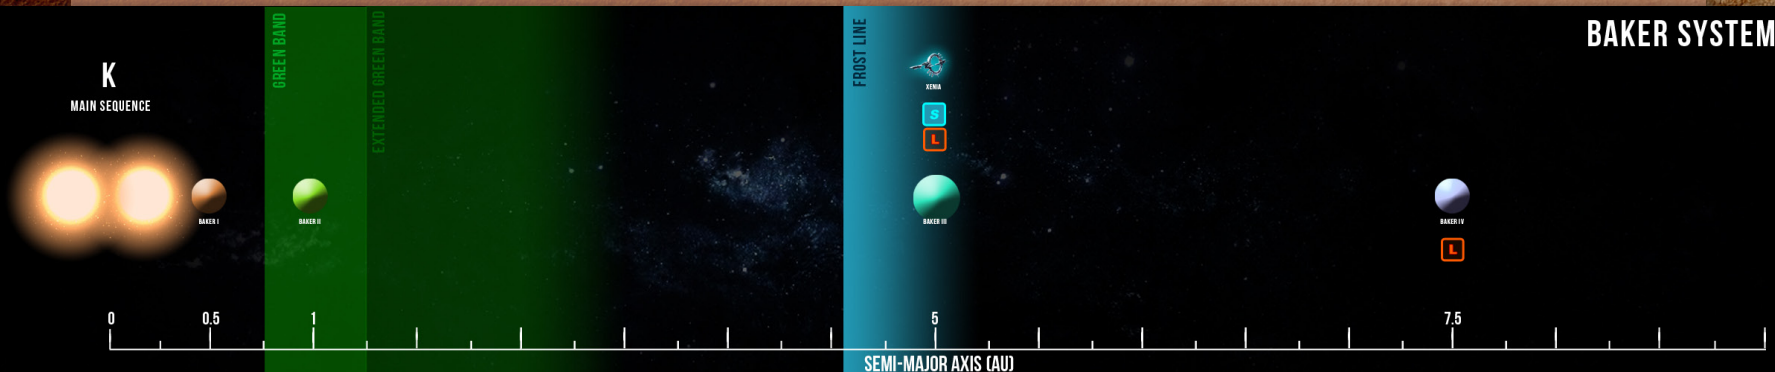 BAKER SYSTEM
K
MAIN SEQUENCE
GREEN BAND
EXTENDED GREEN BAND
FROST LINE
XENIA
S
L
BAKER I
BAKER II
BAKER III
BAKER IV
L
0 0.5 1 5 7.5
SEMI-MAJOR AXIS (AU)